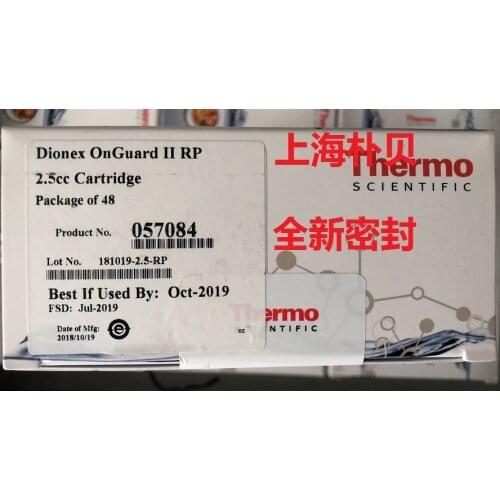 Dionex OnGuard II RP
2.5cc Cartridge
Package of 48
Product No. 057084
Lot No. 181019-2.5-RP
Best If Used By: Oct-2019
FSD: Jul-2019
Date of Mfg:
2018/10/19
e
RE
上海朴贝
Thermo
SCIENTIFIC
全新密封
Thermo
SCIENTIFIC